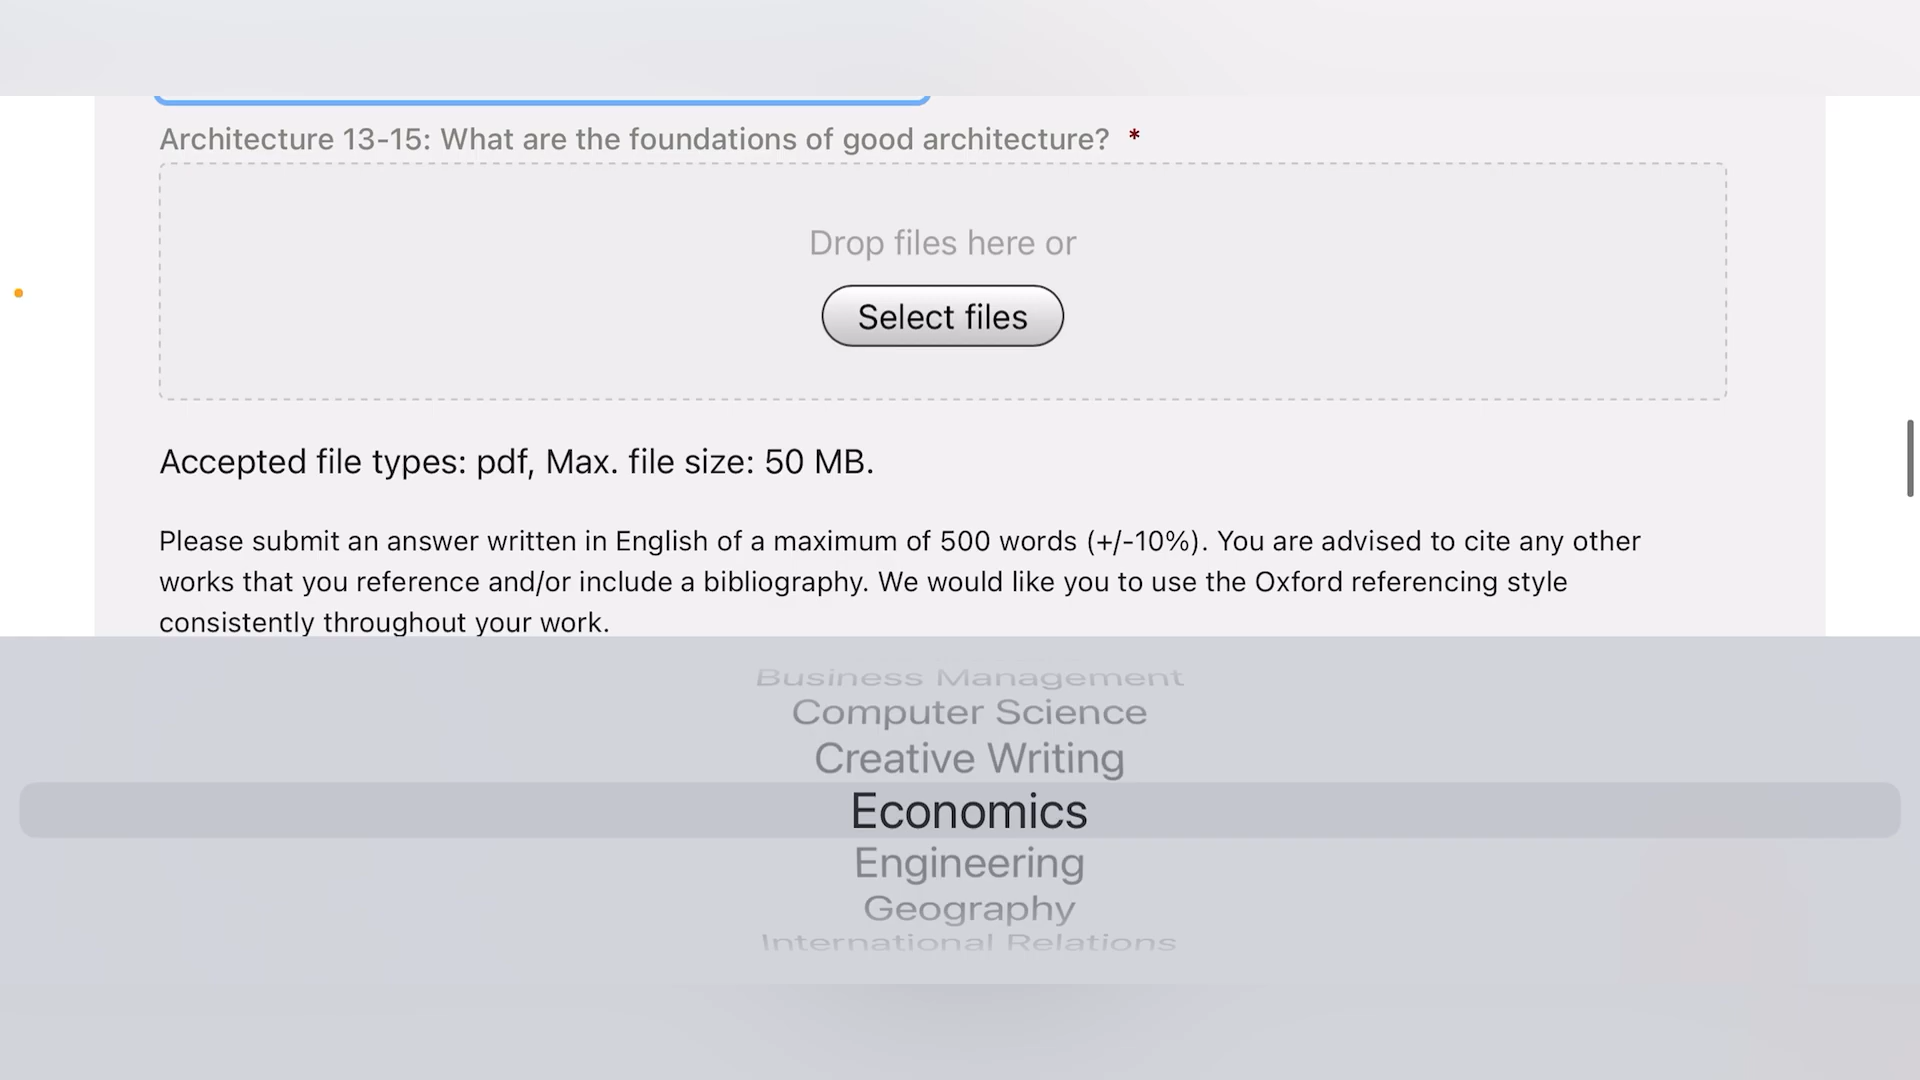 Architecture 13-15: What are the foundations of good architecture? *
Drop files here or
Select files
Accepted file types: pdf, Max. file size: 50 MB.
Please submit an answer written in English of a maximum of 500 words (+/-10%). You are advised to cite any other
works that you reference and/or include a bibliography. We would like you to use the Oxford referencing style
consistently throughout your work.
Business Management
Computer Science
Creative Writing
Economics
Engineering
Geography
International Relations